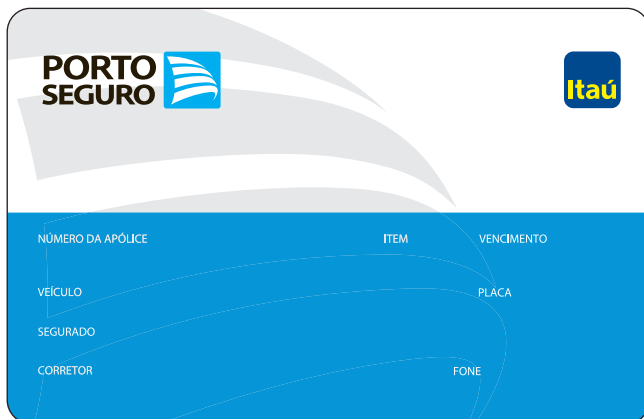 PORTO
SEGURO
Itaú
NÚMERO DA APÓLICE ITEM VENCIMENTO
VEÍCULO PLACA
SEGURADO
CORRETOR FONE